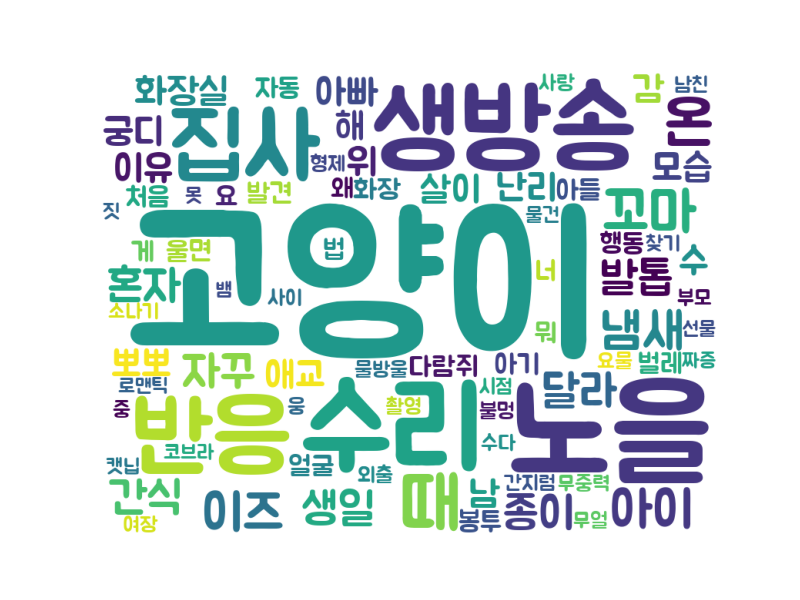 화장실 자동 아빠 생방송 사랑 감 남친
궁디 집사 해 온
이유 형제 위 모습
처음 못 요 발견 왜 화장 살이 난리 아들
짓 고양이 물건 꼬마
게 울면 법 너 행동 찾기 수
혼자 뱀 사이 발톱 부모
소나기 뭐 냄새 선물
뽀뽀 자꾸 애교 물방울 다람쥐 아기 요물 벌레 짜증
로맨틱 반응 수리 시점 달라 노을
중 웅 촬영 불멍
캣닙 코브라 얼굴 외출 수다
간식 이즈 생일 때 남 간지럼 무중력
여장 봉투 종이 무얼 아이